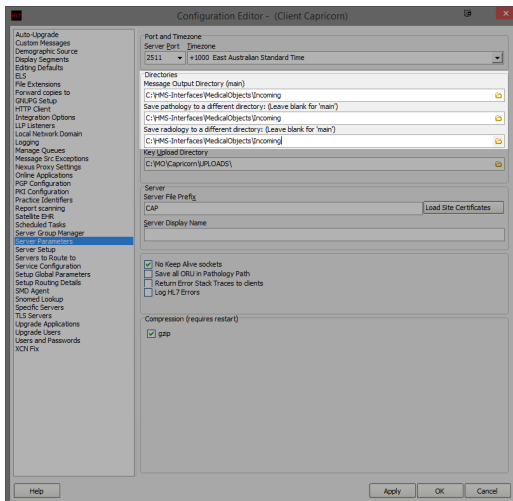 Configuration Editor - (Client Capricorn)
Auto-Upgrade
Custom Messages
Demographic Source
Display Segments
Editing Defaults
ELS
File Extensions
Forward copies to
GNUPG Setup
HTTP Client
Integration Options
LLP Listeners
Local Network Domain
Logging
Manage Queues
Message Src Exceptions
Nexus Proxy Settings
Online Applications
PGP Configuration
PKI Configuration
Practice Identifiers
Report scanning
Satellite EHR
Scheduled Tasks
Server Group Manager
Server Parameters
Server Setup
Servers to Route to
Service Configuration
Setup Global Parameters
Setup Routing Details
SMD Agent
Snomed Lookup
Specific Servers
TLS Servers
Upgrade Applications
Upgrade Users
Users and Passwords
XCN Fix
Port and Timezone
Server Port Timezone
2511 +1000 East Australian Standard Time
Directories
Message Output Directory (main)
C:\HMS-Interfaces\MedicalObjects\Incoming
Save pathology to a different directory: (Leave blank for 'main')
C:\HMS-Interfaces\MedicalObjects\Incoming
Save radiology to a different directory: (Leave blank for 'main')
C:\HMS-Interfaces\MedicalObjects\Incoming
Key Upload Directory
C:\MO\Capricorn\UPLOADS\
Server
Server File Prefix
CAP Load Site Certificates
Server Display Name
No Keep Alive sockets
Save all ORU in Pathology Path
Return Error Stack Traces to clients
Log HL7 Errors
Compression (requires restart)
gzip
Help Apply OK Cancel